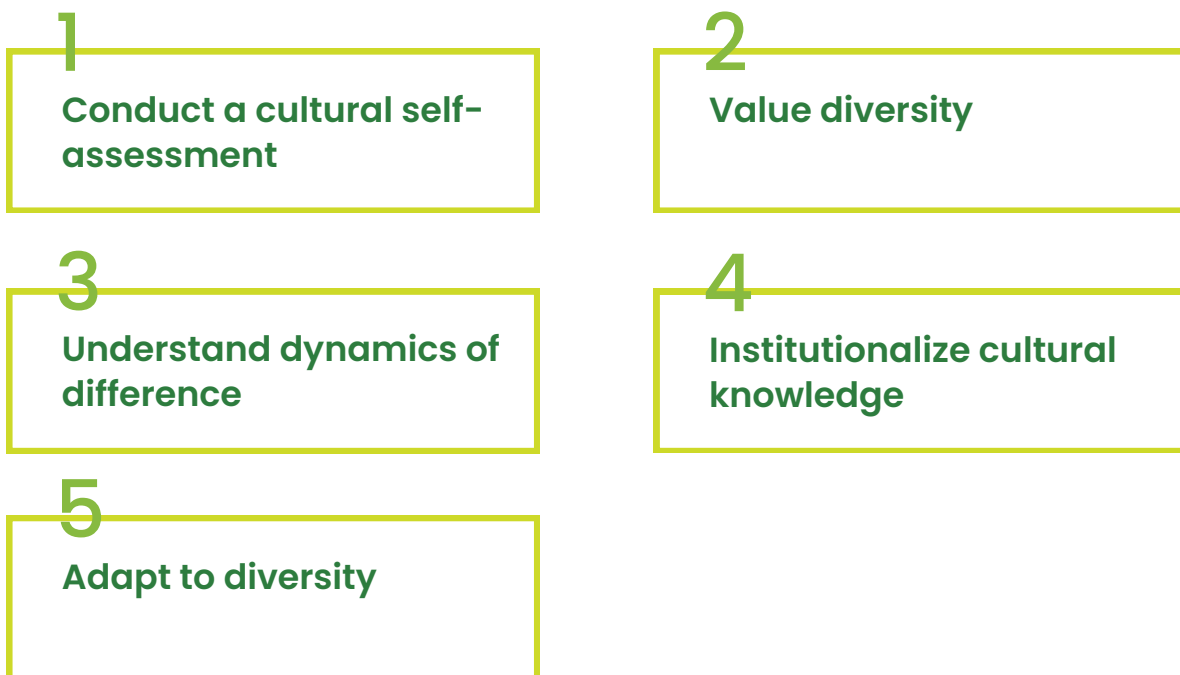 1
Conduct a cultural self-
assessment
2
Value diversity
3
Understand dynamics of
difference
4
Institutionalize cultural
knowledge
5
Adapt to diversity